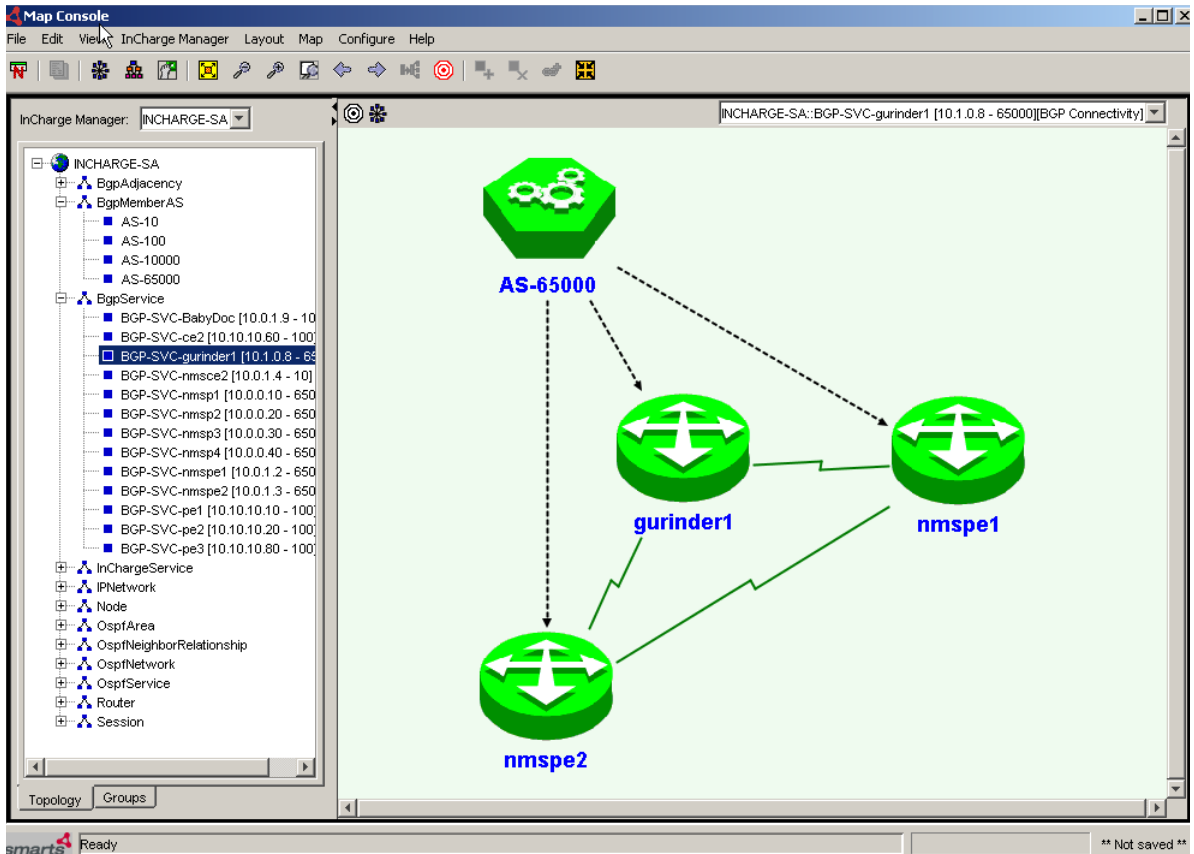 Map Console
File Edit View InCharge Manager Layout Map Configure Help
InCharge Manager: INCHARGE-SA
INCHARGE-SA::BGP-SVC-gurinder1 [10.1.0.8 - 65000][BGP Connectivity]
INCHARGE-SA
BgpAdjacency
BgpMemberAS
AS-10
AS-100
AS-10000
AS-65000
BgpService
BGP-SVC-BabyDoc [10.0.1.9 - 10
BGP-SVC-ce2 [10.10.10.60 - 100]
BGP-SVC-gurinder1 [10.1.0.8 - 65
BGP-SVC-nmsce2 [10.0.1.4 - 10]
BGP-SVC-nmsp1 [10.0.0.10 - 650
BGP-SVC-nmsp2 [10.0.0.20 - 650
BGP-SVC-nmsp3 [10.0.0.30 - 650
BGP-SVC-nmsp4 [10.0.0.40 - 650
BGP-SVC-nmspe1 [10.0.1.2 - 650
BGP-SVC-nmspe2 [10.0.1.3 - 650
BGP-SVC-pe1 [10.10.10.10 - 100]
BGP-SVC-pe2 [10.10.10.20 - 100]
BGP-SVC-pe3 [10.10.10.80 - 100]
InChargeService
IPNetwork
Node
OspfArea
OspfNeighborRelationship
OspfNetwork
OspfService
Router
Session
Topology Groups
AS-65000
gurinder1
nmspe1
nmspe2
smarts Ready ** Not saved **